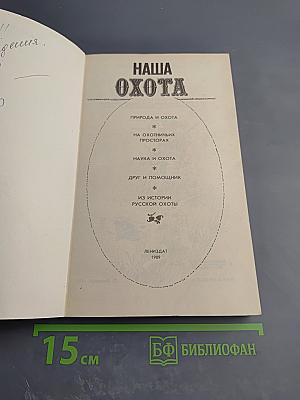 !!
НАША
ОХОТА
ПРИРОДА И ОХОТА
*
НА ОХОТНИЧЬИХ
ПРОСТОРАХ
*
НАУКА И ОХОТА
*
ДРУГ И ПОМОЩНИК
*
ИЗ ИСТОРИИ
РУССКОЙ ОХОТЫ
ЛЕНИЗДАТ
1989
15 см
БФ БИБЛИОФАН